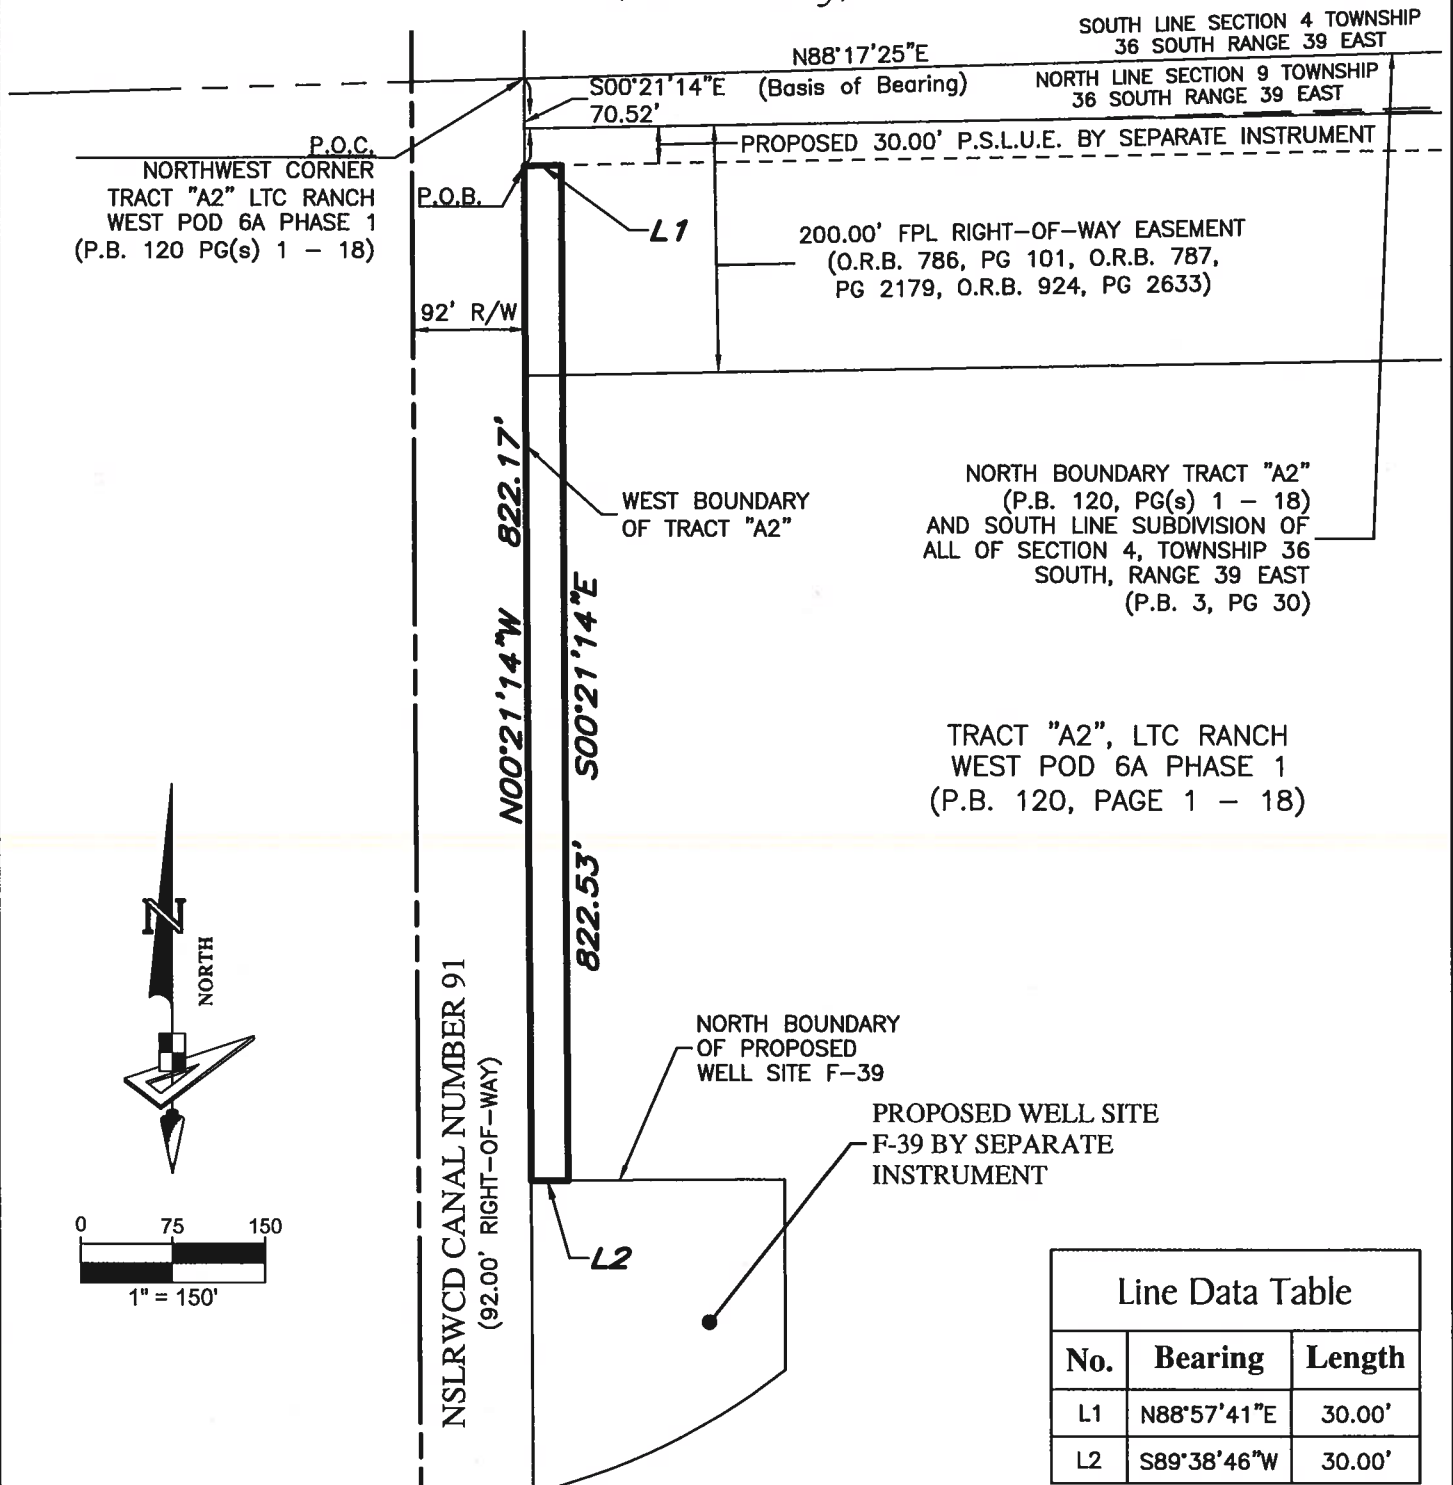 SOUTH LINE SECTION 4 TOWNSHIP
36 SOUTH RANGE 39 EAST
N88°17'25"E
(Basis of Bearing)
NORTH LINE SECTION 9 TOWNSHIP
36 SOUTH RANGE 39 EAST
S00°21'14"E
70.52'
PROPOSED 30.00' P.S.L.U.E. BY SEPARATE INSTRUMENT
P.O.C.
NORTHWEST CORNER
TRACT "A2" LTC RANCH
WEST POD 6A PHASE 1
(P.B. 120 PG(s) 1 – 18)
P.O.B.
L1
200.00' FPL RIGHT–OF–WAY EASEMENT
(O.R.B. 786, PG 101, O.R.B. 787,
PG 2179, O.R.B. 924, PG 2633)
92' R/W
N00°21'14"W 822.17'
WEST BOUNDARY
OF TRACT "A2"
S00°21'14"E
822.53'
NORTH BOUNDARY TRACT "A2"
(P.B. 120, PG(s) 1 – 18)
AND SOUTH LINE SUBDIVISION OF
ALL OF SECTION 4, TOWNSHIP 36
SOUTH, RANGE 39 EAST
(P.B. 3, PG 30)
TRACT "A2", LTC RANCH
WEST POD 6A PHASE 1
(P.B. 120, PAGE 1 – 18)
N
NORTH
NSLRWCD CANAL NUMBER 91
(92.00' RIGHT–OF–WAY)
NORTH BOUNDARY
OF PROPOSED
WELL SITE F–39
PROPOSED WELL SITE
F-39 BY SEPARATE
INSTRUMENT
L2
0 75 150
1" = 150'
Line Data Table
No. Bearing Length
L1 N88°57'41"E 30.00'
L2 S89°38'46"W 30.00'